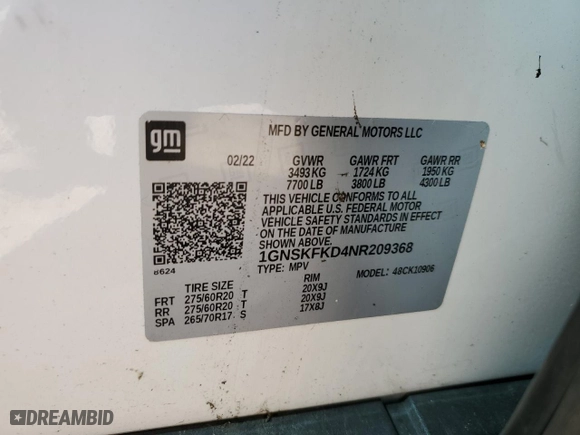 gm
MFD BY GENERAL MOTORS LLC
02/22 GVWR GAWR FRT GAWR RR
3493 KG 1724 KG 1950 KG
7700 LB 3800 LB 4300 LB
THIS VEHICLE CONFORMS TO ALL
APPLICABLE U.S. FEDERAL MOTOR
VEHICLE SAFETY STANDARDS IN EFFECT
ON THE DATE OF MANUFACTURE
SHOWN ABOVE.
1GNSKFKD4NR209368
TYPE: MPV MODEL: 48CK10906
8624
TIRE SIZE RIM
FRT 275/60R20 T 20X9J
RR 275/60R20 T 20X9J
SPA 265/70R17 S 17X8J
DREAMBID